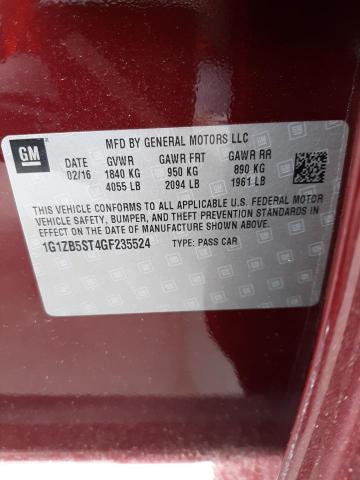 GM
MFD BY GENERAL MOTORS LLC
DATE GVWR GAWR FRT GAWR RR
02/16 1840 KG 950 KG 890 KG
4055 LB 2094 LB 1961 LB
THIS VEHICLE CONFORMS TO ALL APPLICABLE U.S. FEDERAL MOTOR
VEHICLE SAFETY, BUMPER, AND THEFT PREVENTION STANDARDS IN
EFFECT ON THE DATE OF MANUFACTURE SHOWN ABOVE.
1G1ZB5ST4GF235524 TYPE: PASS CAR